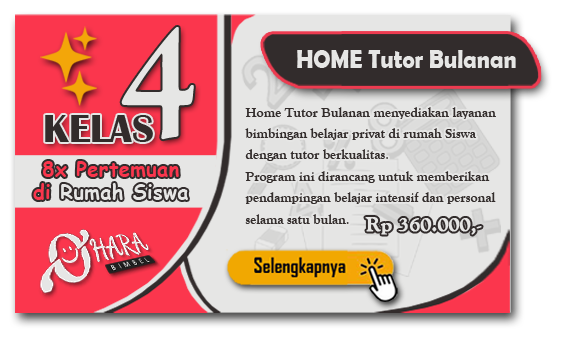 KELAS 4
8x Pertemuan
di Rumah Siswa
O'HARA
BIMBEL
HOME Tutor Bulanan
Home Tutor Bulanan menyediakan layanan
bimbingan belajar privat di rumah Siswa
dengan tutor berkualitas.
Program ini dirancang untuk memberikan
pendampingan belajar intensif dan personal
selama satu bulan.
Rp 360.000,-
Selengkapnya